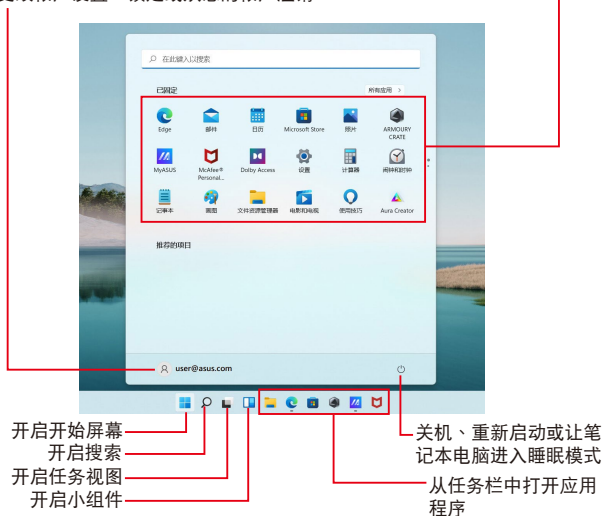 在此键入以搜索
已固定
所有应用 >
Edge
邮件
日历
Microsoft Store
照片
ARMOURY
CRATE
MyASUS
McAfee®
Personal...
Dolby Access
设置
计算器
闹钟和时钟
记事本
画图
文件资源管理器
电影和电视
使用技巧
Aura Creator
推荐的项目
user@asus.com
开启开始屏幕
开启搜索
开启任务视图
开启小组件
关机、重新启动或让笔
记本电脑进入睡眠模式
从任务栏中打开应用
程序